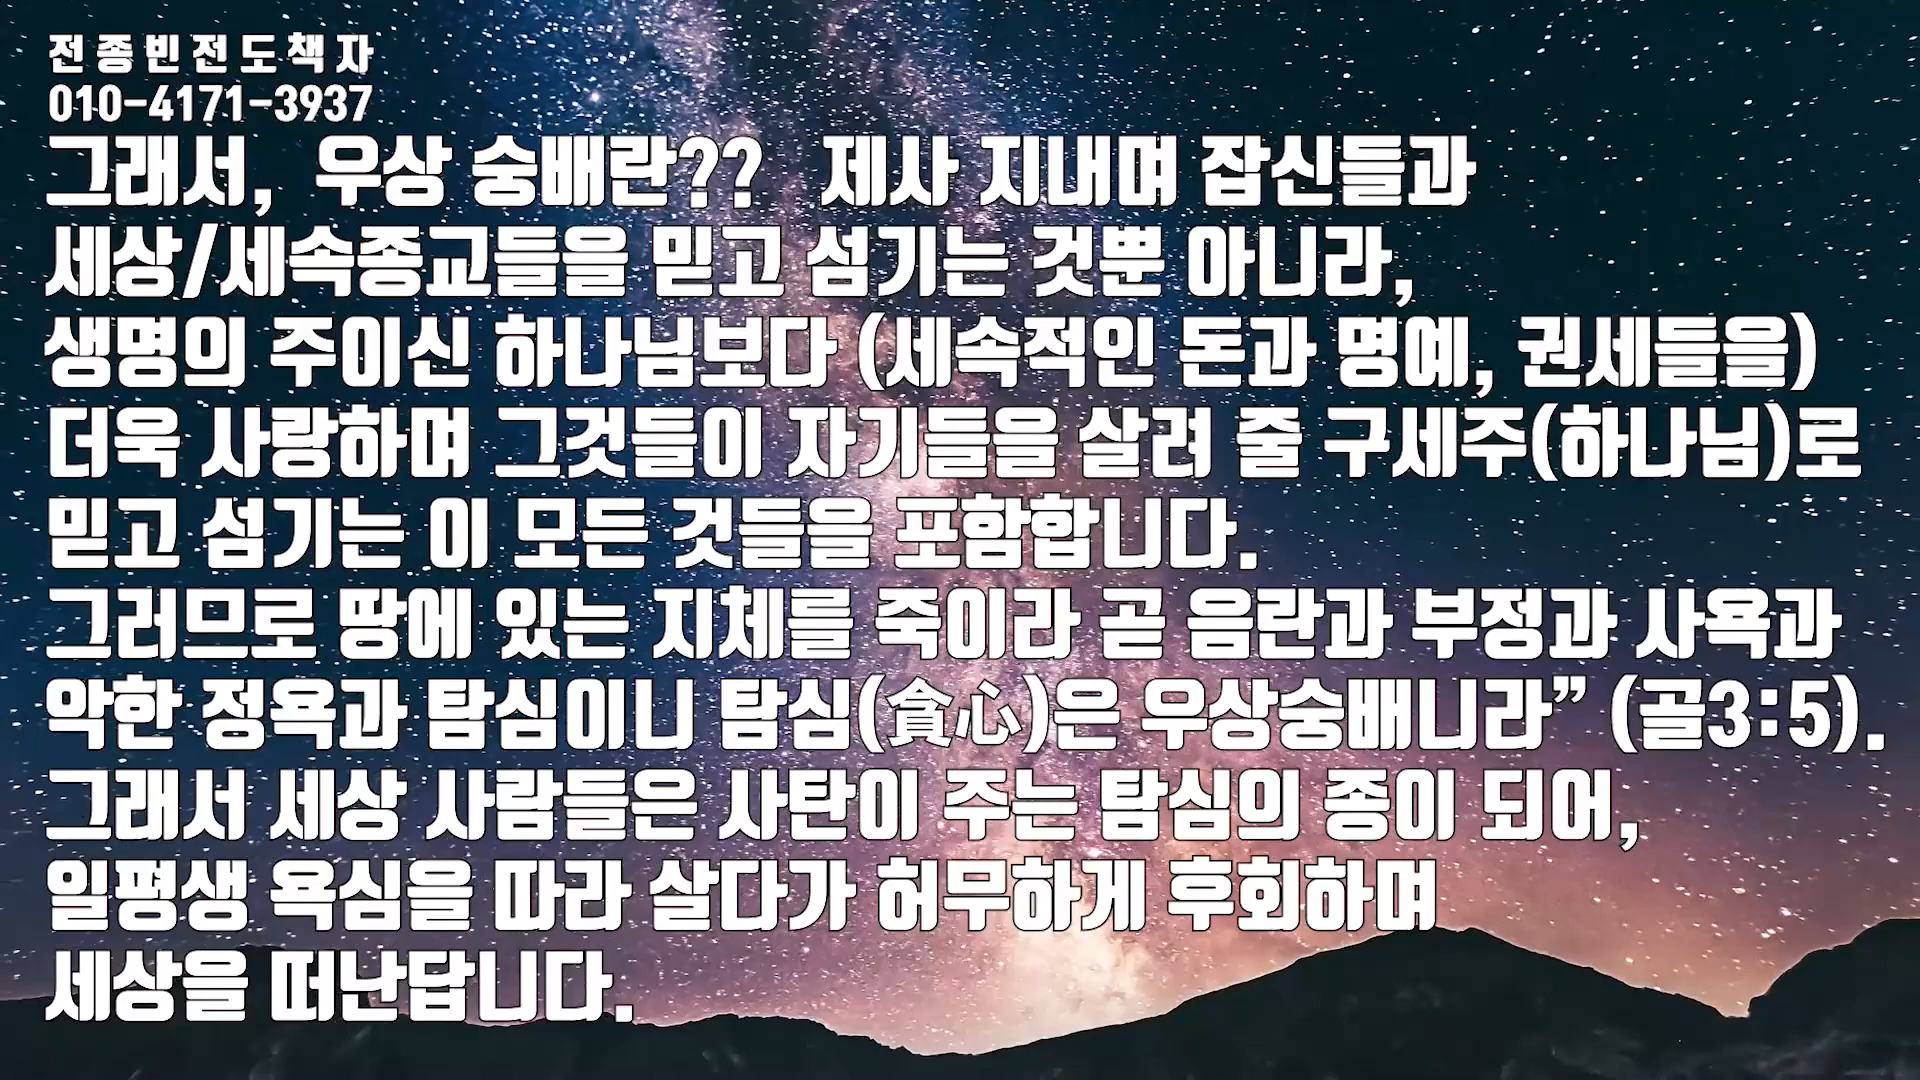 전종빈전도책자
010-4171-3937
그래서, 우상 숭배란?? 제사 지내며 잡신들과
세상/세속종교들을 믿고 섬기는 것뿐 아니라,
생명의 주이신 하나님보다 (세속적인 돈과 명예, 권세들을)
더욱 사랑하며 그것들이 자기들을 살려 줄 구세주(하나님)로
믿고 섬기는 이 모든 것들을 포함합니다.
그러므로 땅에 있는 지체를 죽이라 곧 음란과 부정과 사욕과
악한 정욕과 탐심이니 탐심(貪心)은 우상숭배니라” (골3:5).
그래서 세상 사람들은 사탄이 주는 탐심의 종이 되어,
일평생 욕심을 따라 살다가 허무하게 후회하며
세상을 떠난답니다.